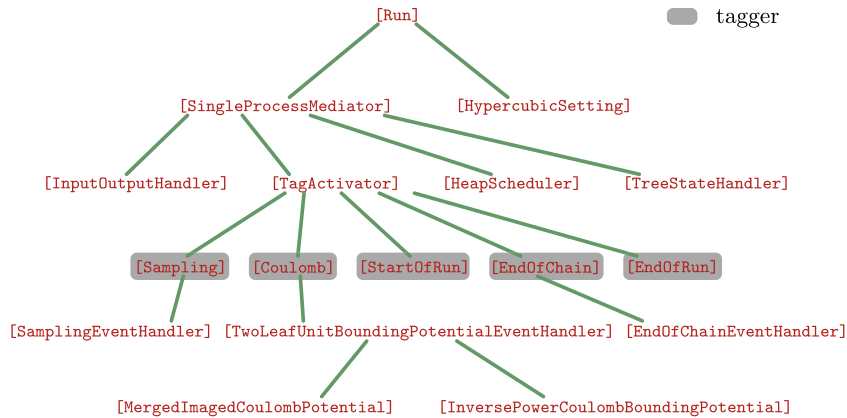 [Run] tagger
[SingleProcessMediator] [HypercubicSetting]
[InputOutputHandler] [TagActivator] [HeapScheduler] [TreeStateHandler]
[Sampling] [Coulomb] [StartOfRun] [EndOfChain] [EndOfRun]
[SamplingEventHandler] [TwoLeafUnitBoundingPotentialEventHandler] [EndOfChainEventHandler]
[MergedImagedCoulombPotential] [InversePowerCoulombBoundingPotential]